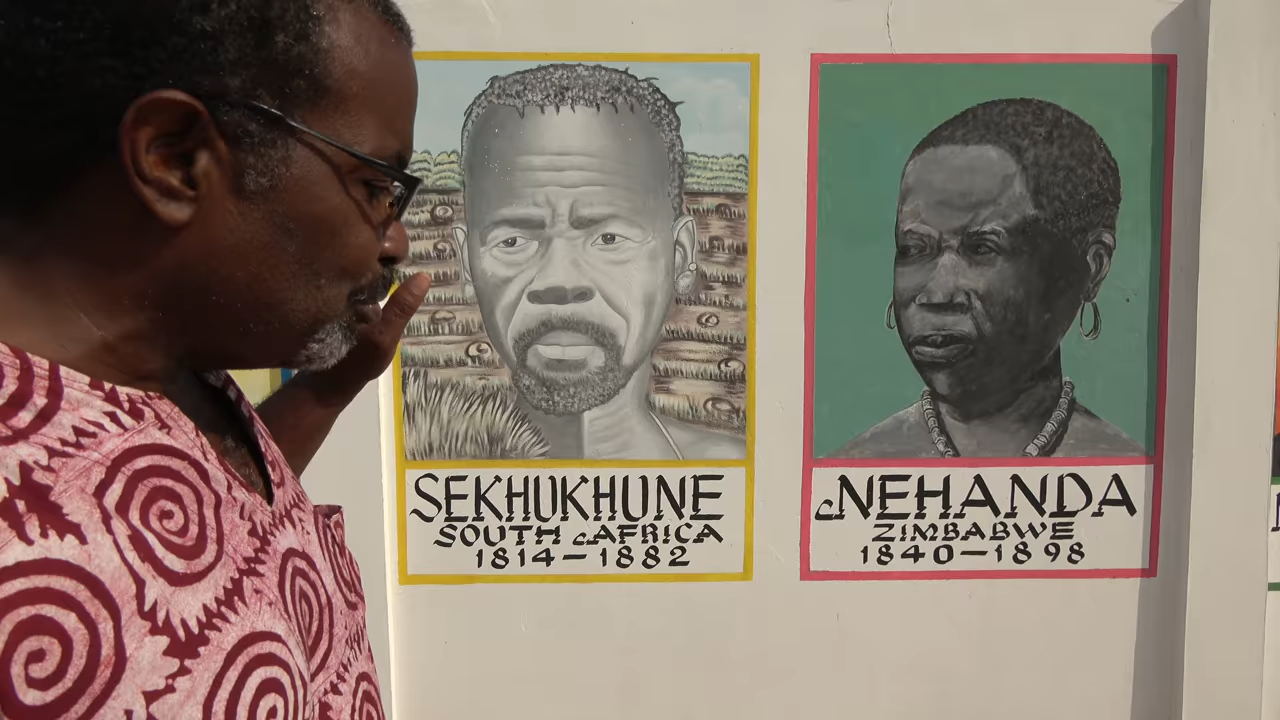 SEKHUKHUNE
SOUTH AFRICA
1814-1882
NEHANDA
ZIMBABWE
1840-1898